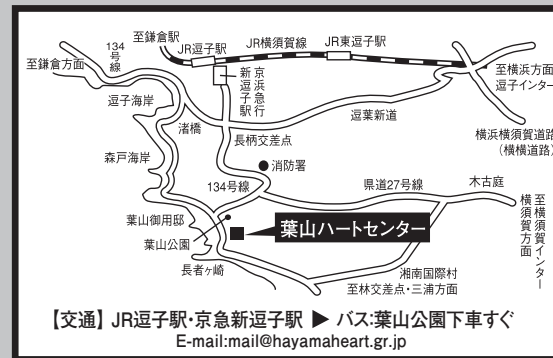 至鎌倉駅
134号線
JR逗子駅
JR横須賀線
JR東逗子駅
至鎌倉方面
京浜急行
新逗子駅
至横浜方面
逗子インター
逗子海岸
渚橋
逗葉新道
長柄交差点
横浜横須賀道路
(横横道路)
森戸海岸
消防署
134号線
県道27号線
木古庭
至横須賀インター
横須賀方面
葉山御用邸
葉山公園
葉山ハートセンター
長者ヶ崎
湘南国際村
至林交差点・三浦方面
【交通】JR逗子駅・京急新逗子駅 ▶ バス:葉山公園下車すぐ
E-mail:mail@hayamaheart.gr.jp